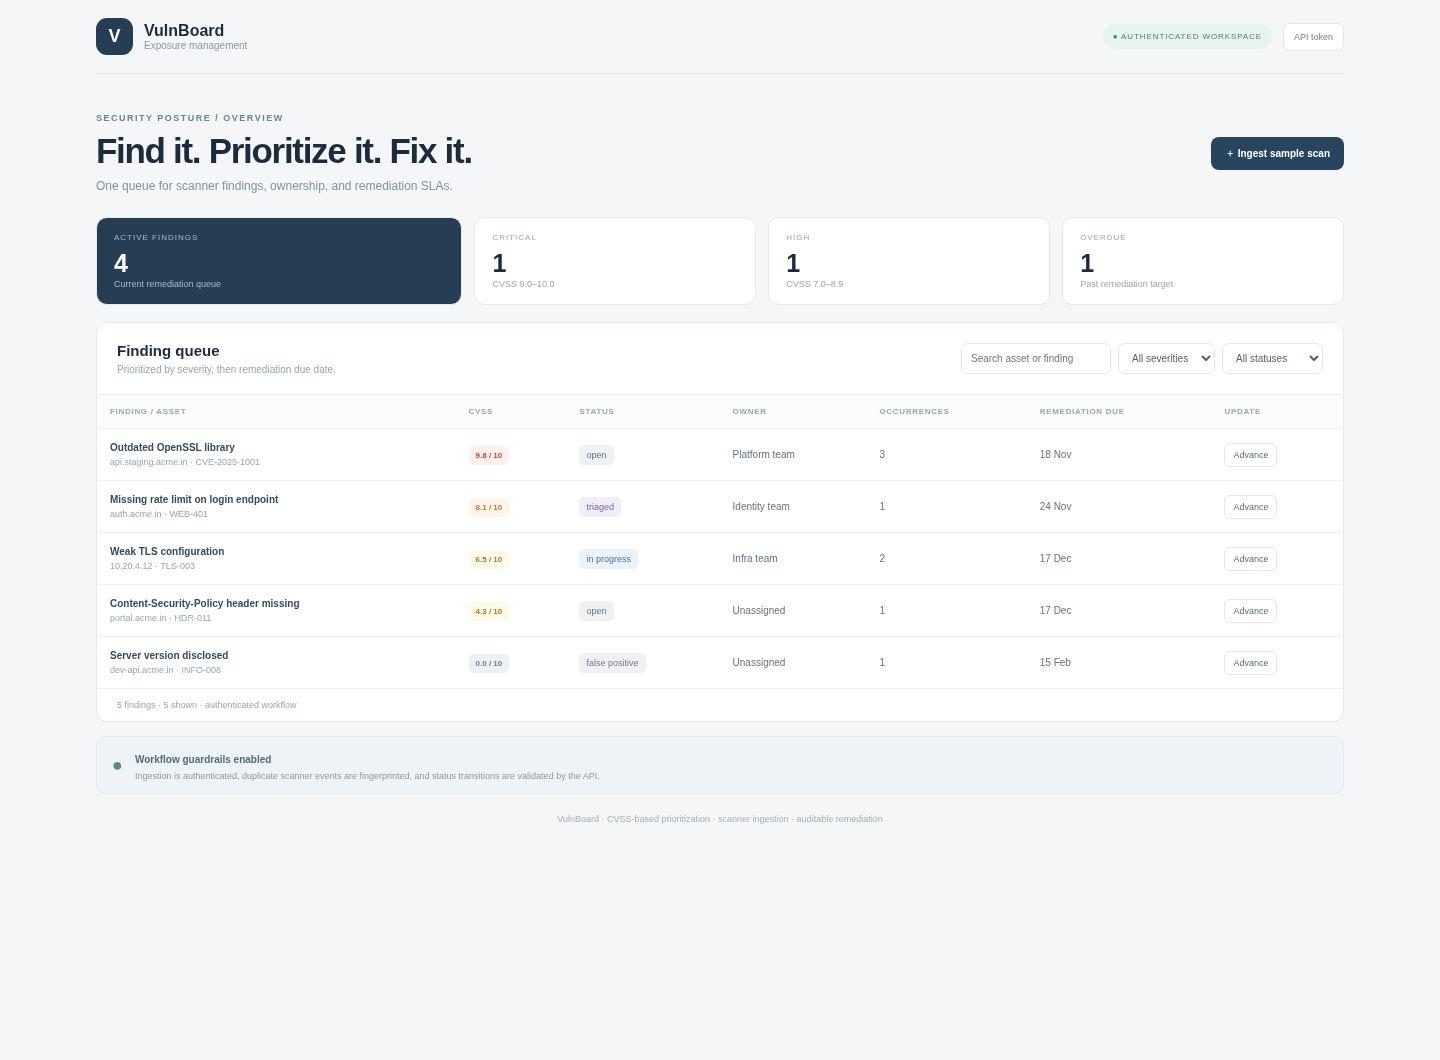 V
VulnBoard
Exposure management
● AUTHENTICATED WORKSPACE
API token
SECURITY POSTURE / OVERVIEW
Find it. Prioritize it. Fix it.
One queue for scanner findings, ownership, and remediation SLAs.
+ Ingest sample scan
ACTIVE FINDINGS
4
Current remediation queue
CRITICAL
1
CVSS 9.0–10.0
HIGH
1
CVSS 7.0–8.9
OVERDUE
1
Past remediation target
Finding queue
Prioritized by severity, then remediation due date.
Search asset or finding
All severities
All statuses
FINDING / ASSET CVSS STATUS OWNER OCCURRENCES REMEDIATION DUE UPDATE
Outdated OpenSSL library
api.staging.acme.in · CVE-2025-1001
9.8 / 10 open Platform team 3 18 Nov Advance
Missing rate limit on login endpoint
auth.acme.in · WEB-401
8.1 / 10 triaged Identity team 1 24 Nov Advance
Weak TLS configuration
10.20.4.12 · TLS-003
6.5 / 10 in progress Infra team 2 17 Dec Advance
Content-Security-Policy header missing
portal.acme.in · HDR-011
4.3 / 10 open Unassigned 1 17 Dec Advance
Server version disclosed
dev-api.acme.in · INFO-008
0.0 / 10 false positive Unassigned 1 15 Feb Advance
5 findings · 5 shown · authenticated workflow
Workflow guardrails enabled
Ingestion is authenticated, duplicate scanner events are fingerprinted, and status transitions are validated by the API.
VulnBoard · CVSS-based prioritization · scanner ingestion · auditable remediation